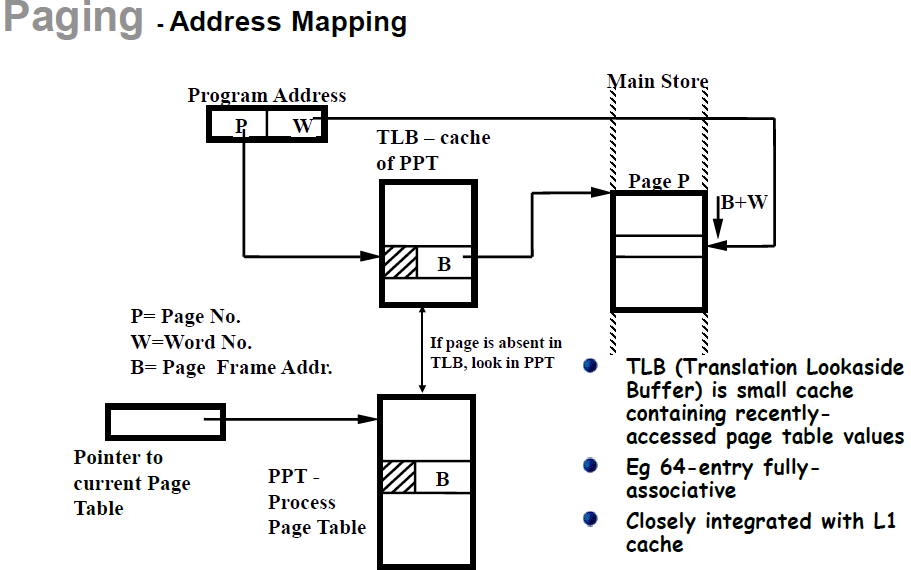 Paging - Address Mapping
Main Store
Program Address
P W
TLB – cache
of PPT
Page P
B+W
B
P= Page No.
W=Word No.
B= Page Frame Addr.
If page is absent in
TLB, look in PPT
Pointer to
current Page
Table
PPT -
Process
Page Table
B
TLB (Translation Lookaside
Buffer) is small cache
containing recently-
accessed page table values
Eg 64-entry fully-
associative
Closely integrated with L1
cache